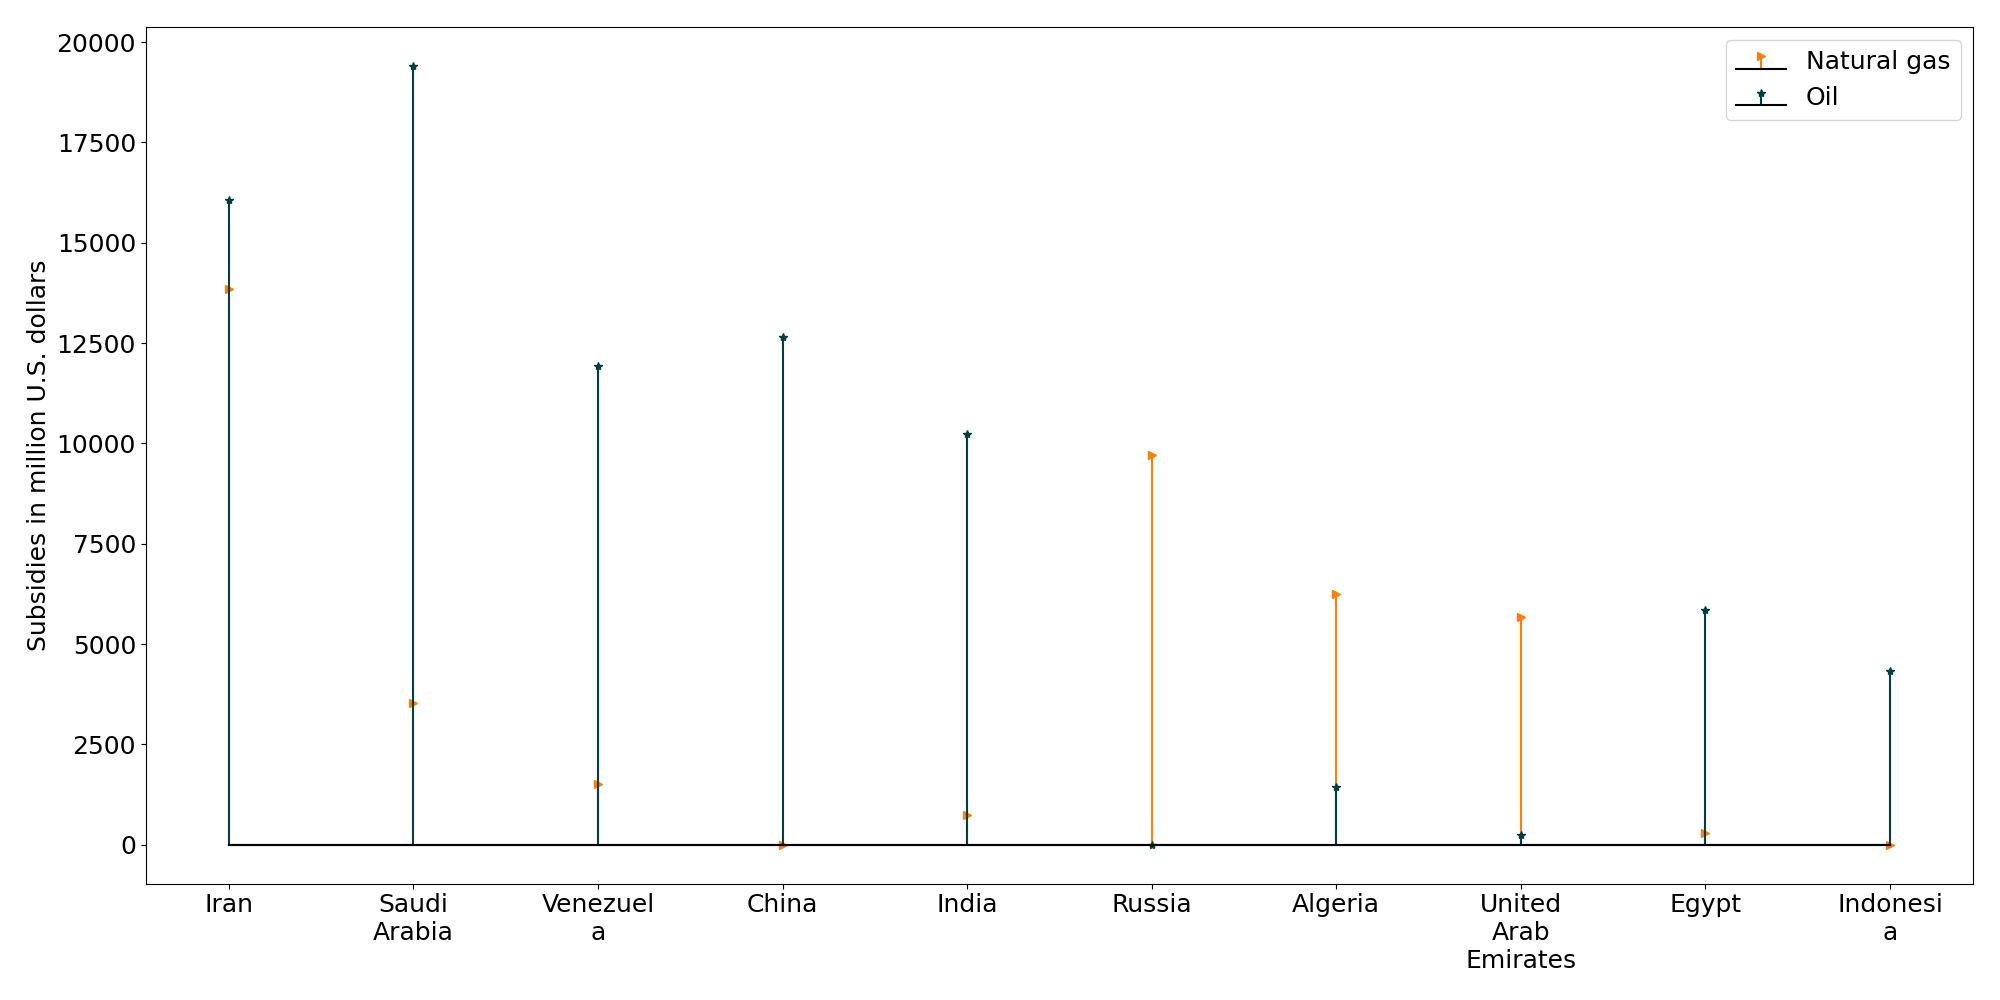 20000
17500
15000
12500
10000
7500
5000
2500
0
Subsidies in million U.S. dollars
Natural gas
Oil
Iran
Saudi
Arabia
Venezuel
a
China
India
Russia
Algeria
United
Arab
Emirates
Egypt
Indonesi
a